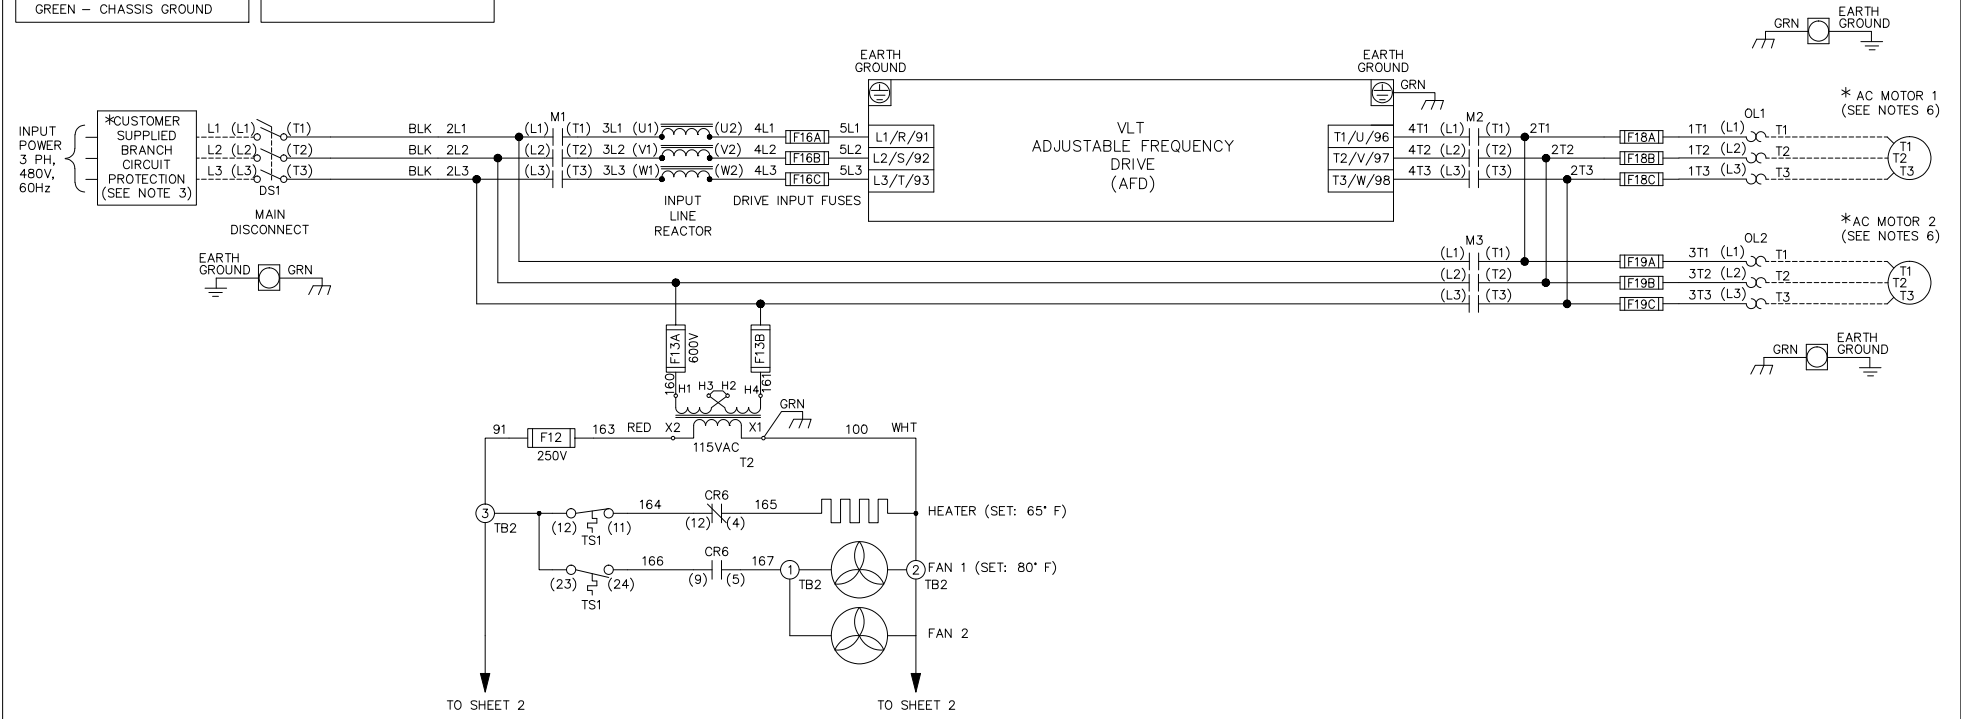 GREEN – CHASSIS GROUND
GRN
EARTH
GROUND
EARTH
GROUND
EARTH
GROUND
GRN
INPUT
POWER
3 PH,
480V,
60Hz
*CUSTOMER
SUPPLIED
BRANCH
CIRCUIT
PROTECTION
(SEE NOTE 3)
L1 (L1) (T1) BLK 2L1 (L1) M1 (T1) 3L1 (U1) (U2) 4L1 F16A 5L1 L1/R/91
L2 (L2) (T2) BLK 2L2 (L2) (T2) 3L2 (V1) (V2) 4L2 F16B 5L2 L2/S/92
L3 (L3) (T3) BLK 2L3 (L3) (T3) 3L3 (W1) (W2) 4L3 F16C 5L3 L3/T/93
DS1
MAIN
DISCONNECT
INPUT
LINE
REACTOR
DRIVE INPUT FUSES
VLT
ADJUSTABLE FREQUENCY
DRIVE
(AFD)
T1/U/96 4T1 (L1) M2 (T1) 2T1 F18A 1T1 (L1) OL1 T1
T2/V/97 4T2 (L2) (T2) 2T2 F18B 1T2 (L2) T2
T3/W/98 4T3 (L3) (T3) 2T3 F18C 1T3 (L3) T3
* AC MOTOR 1
(SEE NOTES 6)
T1
T2
T3
EARTH
GROUND
GRN
M3
(L1) (T1) F19A 3T1 (L1) OL2 T1
(L2) (T2) F19B 3T2 (L2) T2
(L3) (T3) F19C 3T3 (L3) T3
*AC MOTOR 2
(SEE NOTES 6)
T1
T2
T3
GRN
EARTH
GROUND
F13A
600V
F13B
160
161
H1 H3 H2 H4
GRN
91 F12 163 RED X2 X1 100 WHT
250V
115VAC
T2
3
TB2
(12) (11) 164 CR6 165
TS1
(12) (4)
HEATER (SET: 65° F)
(23) (24) 166 CR6 167
TS1
(9) (5)
1
TB2
2
TB2
FAN 1 (SET: 80° F)
FAN 2
TO SHEET 2
TO SHEET 2